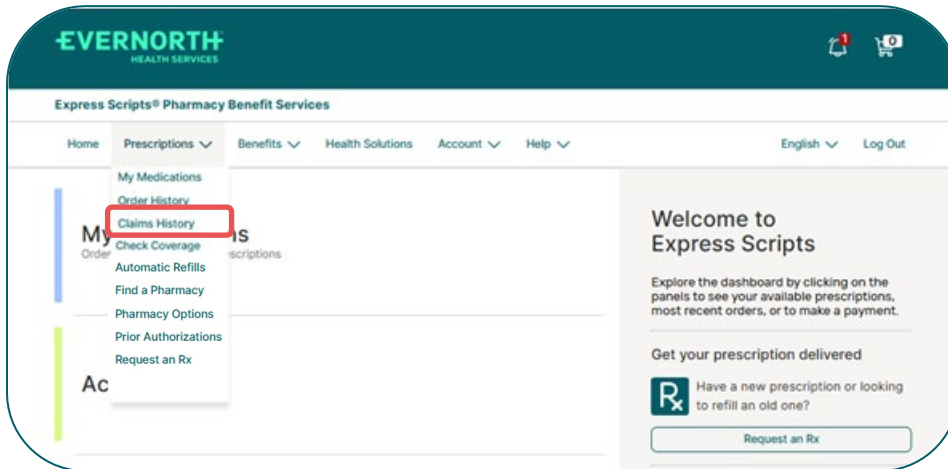 EVERNORTH
HEALTH SERVICES
1
0
Express Scripts® Pharmacy Benefit Services
Home Prescriptions Benefits Health Solutions Account Help English Log Out
My Medications
Order History
Claims History
Check Coverage
Automatic Refills
Find a Pharmacy
Pharmacy Options
Prior Authorizations
Request an Rx
My
ns
Order
scriptions
Ac
Welcome to
Express Scripts
Explore the dashboard by clicking on the
panels to see your available prescriptions,
most recent orders, or to make a payment.
Get your prescription delivered
Rx
Have a new prescription or looking
to refill an old one?
Request an Rx